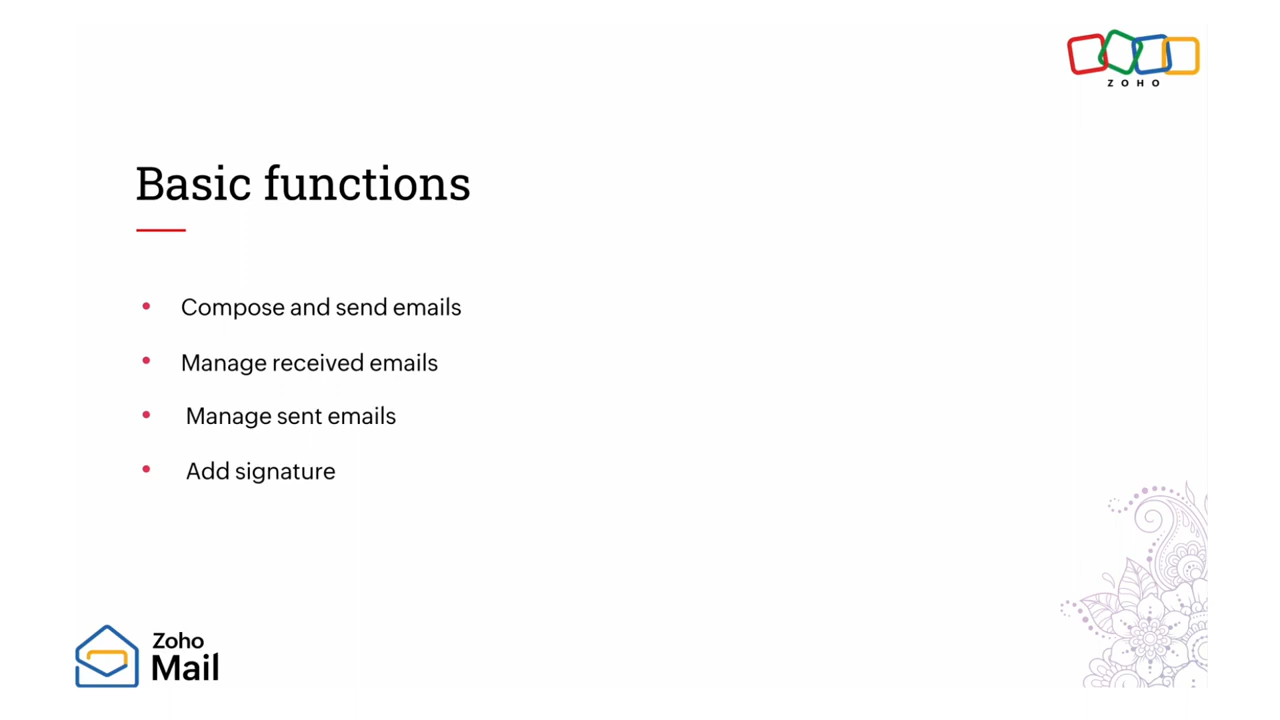 ZOHO
Basic functions
• Compose and send emails
• Manage received emails
• Manage sent emails
• Add signature
Zoho
Mail